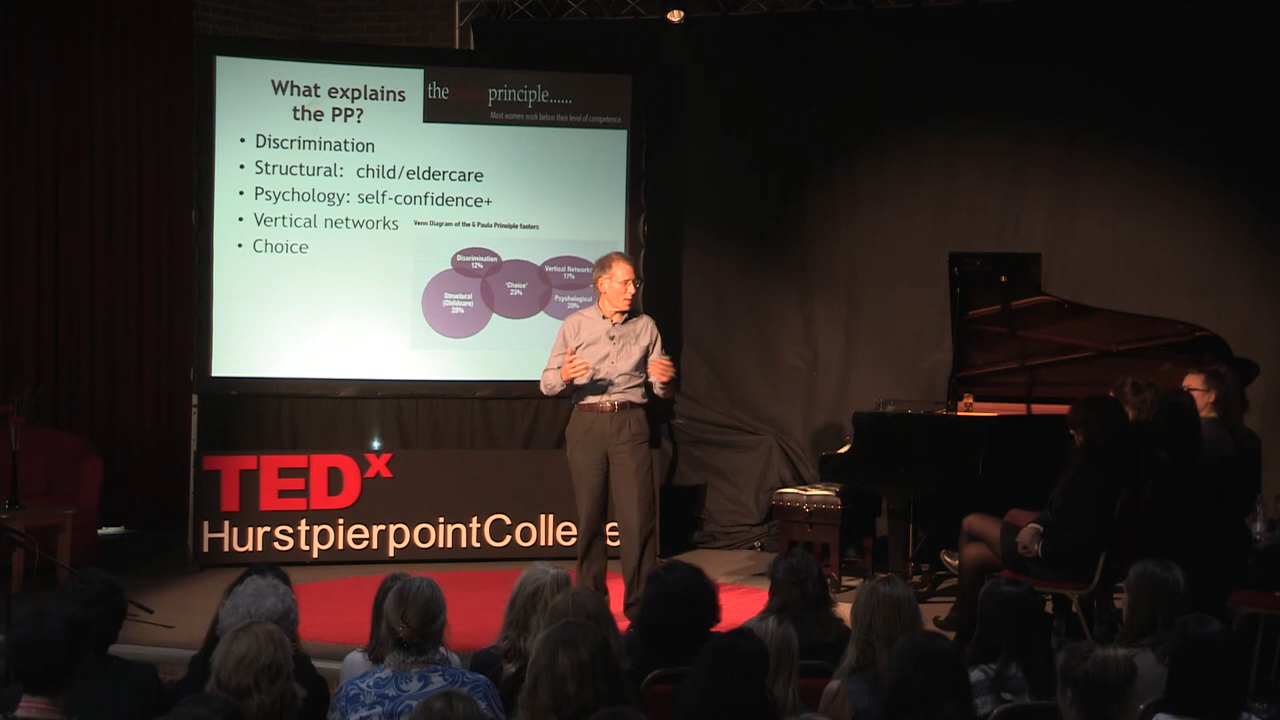 What explains
the PP?
the principle......
Most women work below their level of competence.
• Discrimination
• Structural: child/eldercare
• Psychology: self-confidence+
• Vertical networks
• Choice
Venn Diagram of the 5 Paula Principle factors
Discrimination
12%
Vertical Networks
17%
'Choice'
23%
Structural
(Childcare)
28%
Psychological
20%
TEDx
HurstpierpointColle